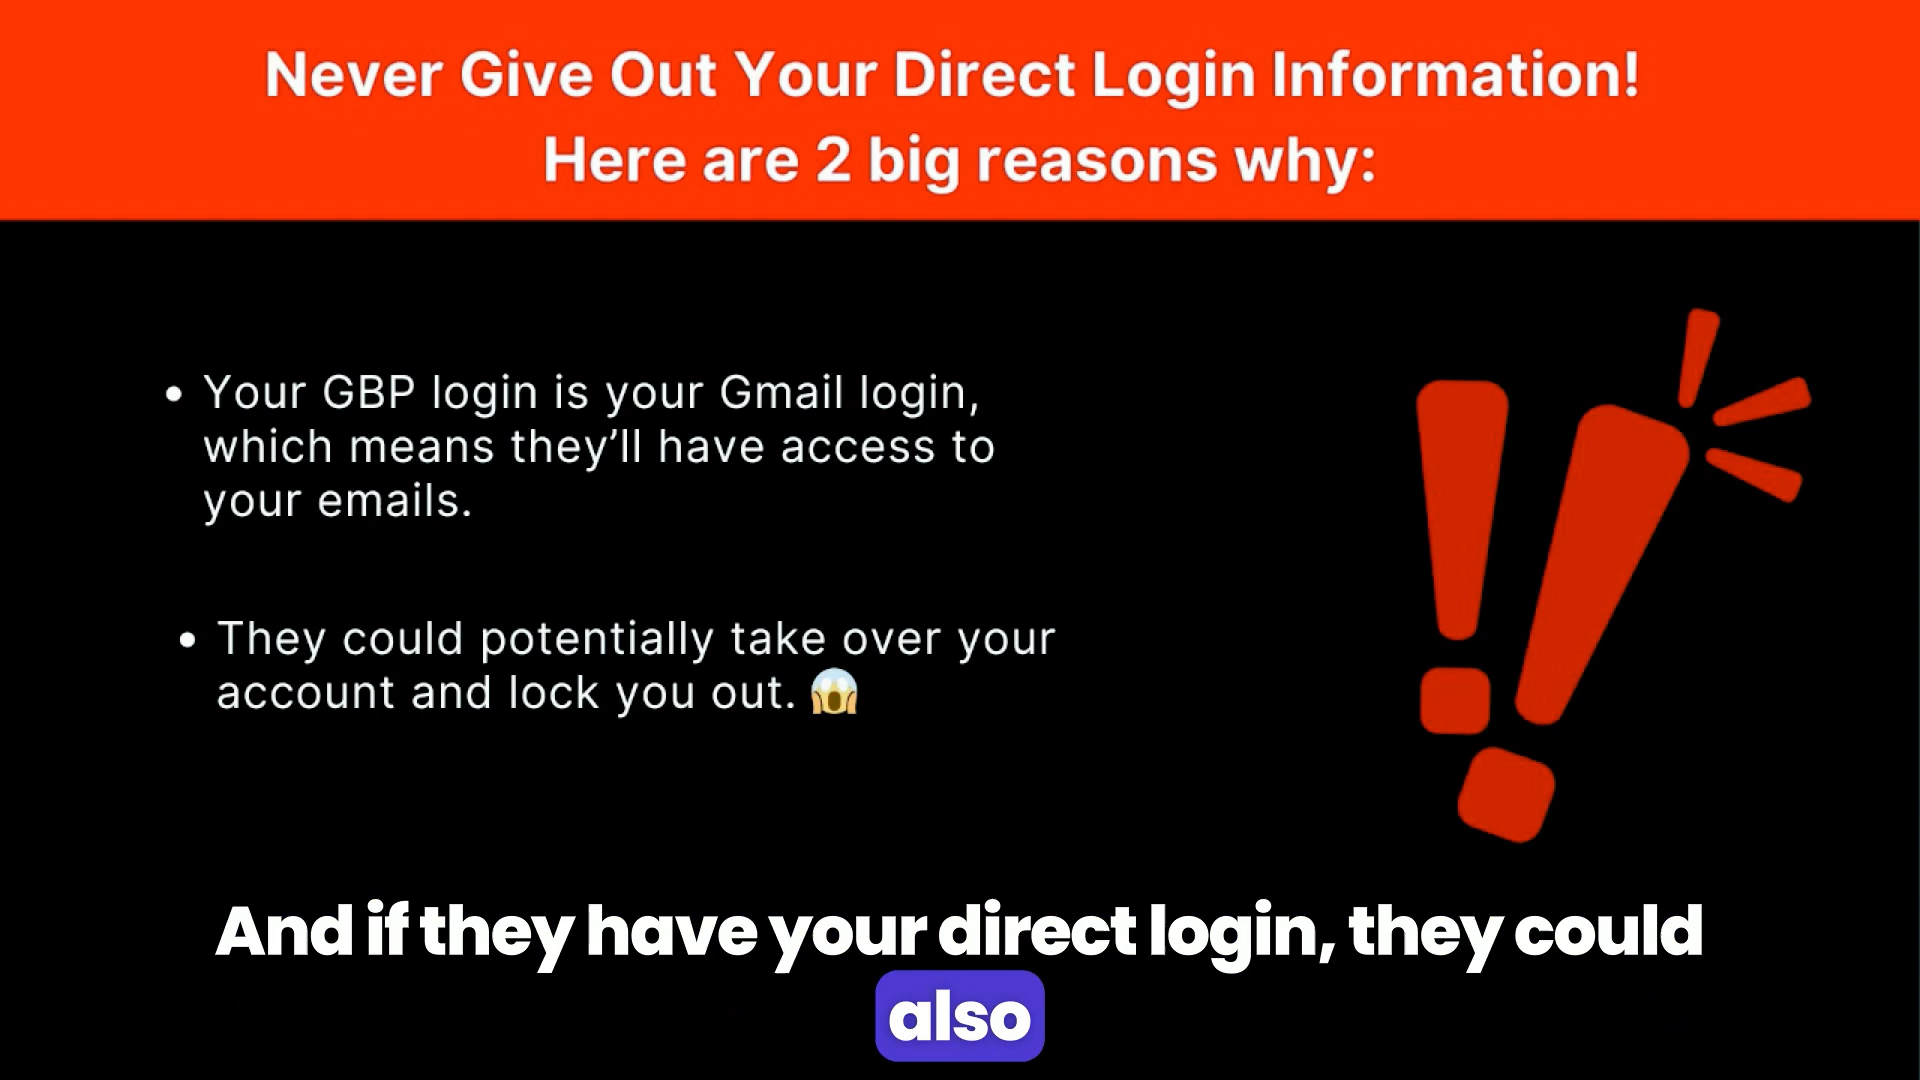 Never Give Out Your Direct Login Information!
Here are 2 big reasons why:
• Your GBP login is your Gmail login,
which means they’ll have access to
your emails.
• They could potentially take over your
account and lock you out. 😱
And if they have your direct login, they could
also